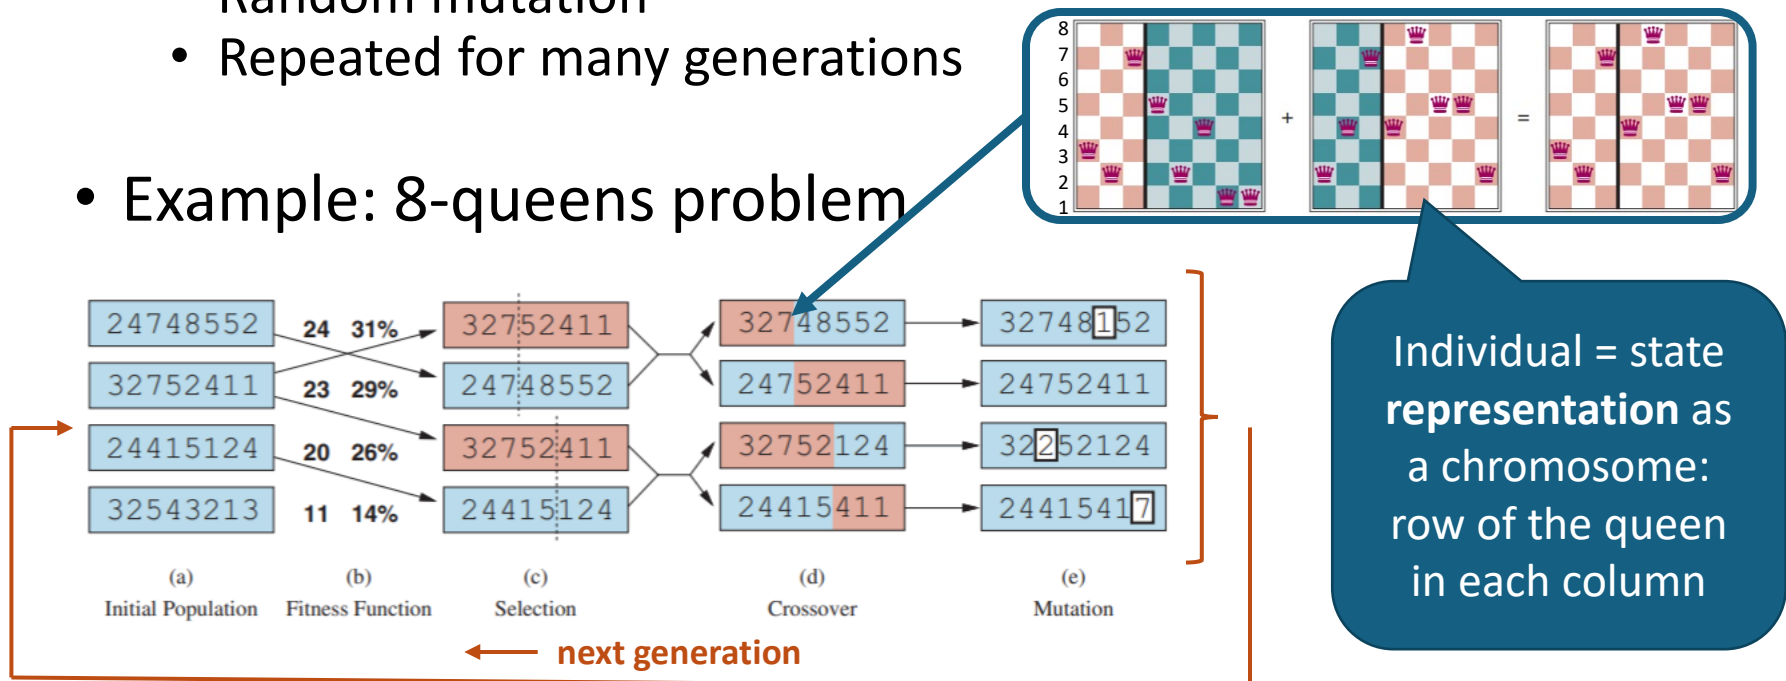 Random mutation
• Repeated for many generations
• Example: 8-queens problem
8
7
6
5
4
3
2
1
+
=
24748552
32752411
24415124
32543213
24 31%
23 29%
20 26%
11 14%
32752411
24748552
32752411
24415124
32748552
24752411
32752124
24415411
32748152
24752411
32252124
24415417
(a)
Initial Population
(b)
Fitness Function
(c)
Selection
(d)
Crossover
(e)
Mutation
next generation
Individual = state
representation as
a chromosome:
row of the queen
in each column